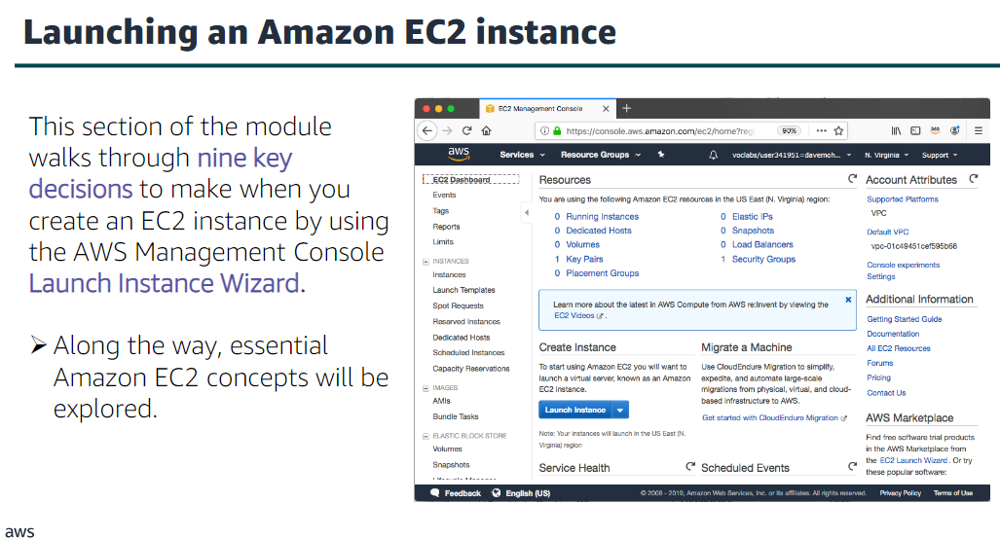 Launching an Amazon EC2 instance
This section of the module
walks through nine key
decisions to make when you
create an EC2 instance by using
the AWS Management Console
Launch Instance Wizard.
Along the way, essential
Amazon EC2 concepts will be
explored.
EC2 Management Console
https://console.aws.amazon.com/ec2/home?reg
90%
aws
Services
Resource Groups
voclabs/user341951=davemoh...
N. Virginia
Support
EC2 Dashboard
Events
Tags
Reports
Limits
INSTANCES
Instances
Launch Templates
Spot Requests
Reserved Instances
Dedicated Hosts
Scheduled Instances
Capacity Reservations
IMAGES
AMIs
Bundle Tasks
ELASTIC BLOCK STORE
Volumes
Snapshots
Resources
You are using the following Amazon EC2 resources in the US East (N. Virginia) region:
0 Running Instances
0 Dedicated Hosts
0 Volumes
1 Key Pairs
0 Placement Groups
0 Elastic IPs
0 Snapshots
0 Load Balancers
1 Security Groups
Learn more about the latest in AWS Compute from AWS re:Invent by viewing the
EC2 Videos.
Create Instance
To start using Amazon EC2 you will want to
launch a virtual server, known as an Amazon
EC2 instance.
Launch Instance
Note: Your instances will launch in the US East (N.
Virginia) region
Migrate a Machine
Use CloudEndure Migration to simplify,
expedite, and automate large-scale
migrations from physical, virtual, and cloud-
based infrastructure to AWS.
Get started with CloudEndure Migration
Service Health
Scheduled Events
Account Attributes
Supported Platforms
VPC
Default VPC
vpc-01c49451cef595b68
Console experiments
Settings
Additional Information
Getting Started Guide
Documentation
All EC2 Resources
Forums
Pricing
Contact Us
AWS Marketplace
Find free software trial products
in the AWS Marketplace from
the EC2 Launch Wizard. Or try
these popular software:
Feedback
English (US)
© 2008 - 2019, Amazon Web Services, Inc. or its affiliates. All rights reserved.
Privacy Policy
Terms of Use
aws